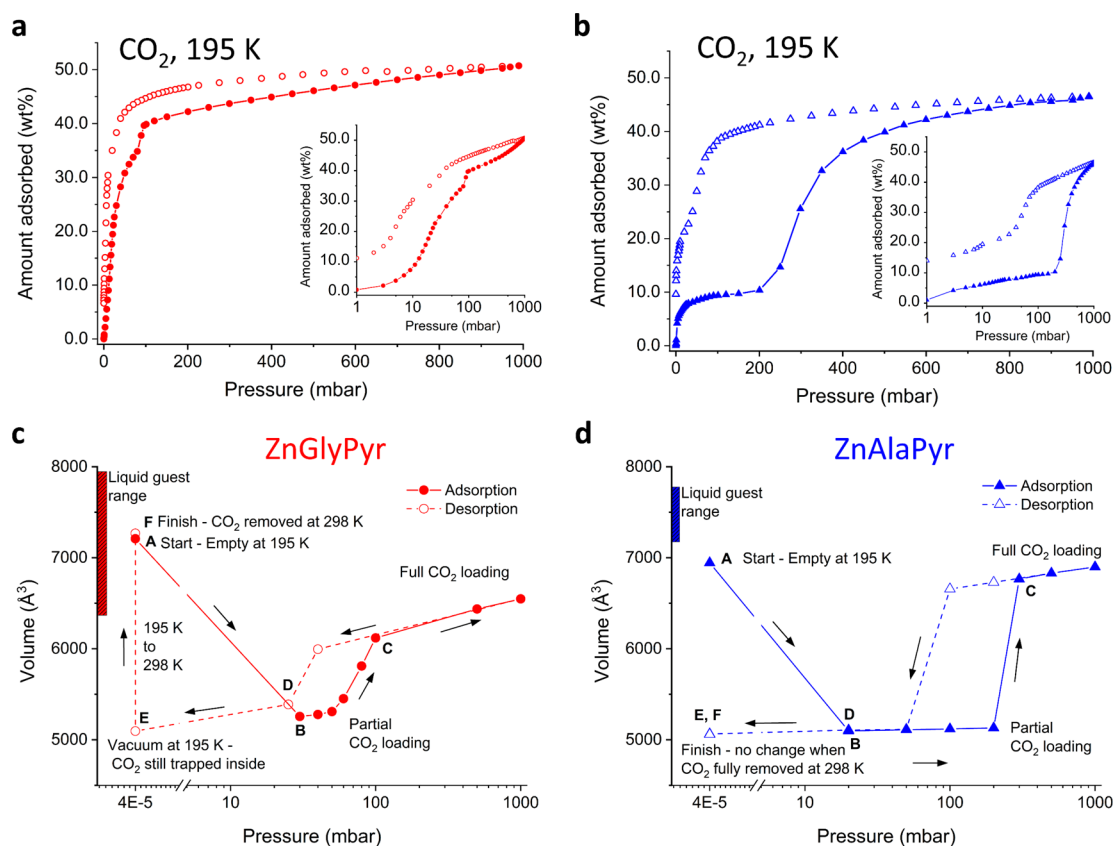 a
CO₂, 195 K
Amount adsorbed (wt%)
50.0
40.0
30.0
20.0
10.0
0.0
0
200
400
600
800
1000
Pressure (mbar)
Amount adsorbed (wt%)
50.0
40.0
30.0
20.0
10.0
0.0
1
10
100
1000
Pressure (mbar)
b
CO₂, 195 K
Amount adsorbed (wt%)
50.0
40.0
30.0
20.0
10.0
0.0
0
200
400
600
800
1000
Pressure (mbar)
Amount adsorbed (wt%)
50.0
40.0
30.0
20.0
10.0
0.0
1
10
100
1000
Pressure (mbar)
c
ZnGlyPyr
Volume (Å³)
8000
7000
6000
5000
Liquid guest
range
Adsorption
Desorption
F Finish - CO₂ removed at 298 K
A Start - Empty at 195 K
Full CO₂ loading
195 K
to
298 K
C
D
B
E
Partial
CO₂ loading
Vacuum at 195 K -
CO₂ still trapped inside
4E-5
10
100
1000
Pressure (mbar)
d
ZnAlaPyr
Volume (Å³)
8000
7000
6000
5000
Liquid guest
range
Adsorption
Desorption
A Start - Empty at 195 K
Full CO₂ loading
C
D
E, F
B
Partial
CO₂ loading
Finish - no change when
CO₂ fully removed at 298 K
4E-5
10
100
1000
Pressure (mbar)